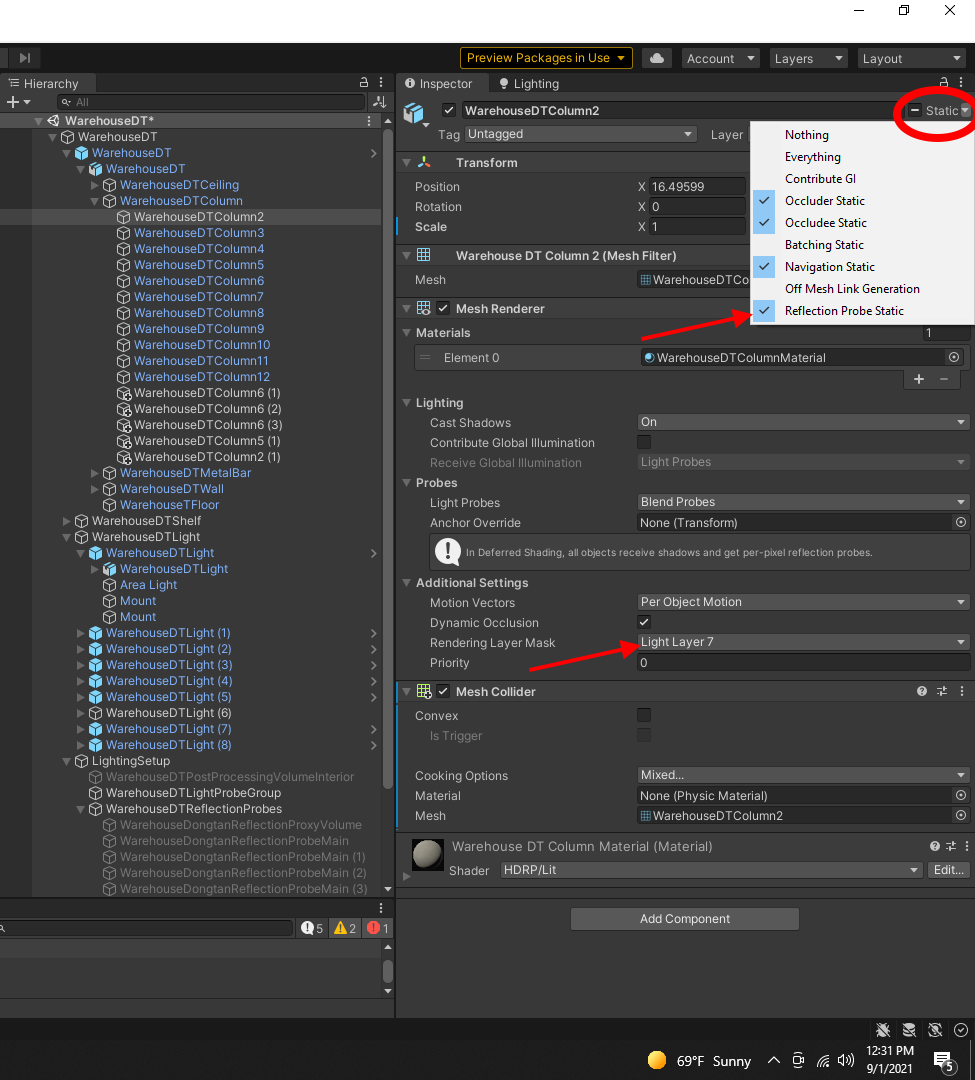 Preview Packages in Use
Account
Layers
Layout
Hierarchy
All
WarehouseDT*
WarehouseDT
WarehouseDT
WarehouseDT
WarehouseDTCeiling
WarehouseDTColumn
WarehouseDTColumn2
WarehouseDTColumn3
WarehouseDTColumn4
WarehouseDTColumn5
WarehouseDTColumn6
WarehouseDTColumn7
WarehouseDTColumn8
WarehouseDTColumn9
WarehouseDTColumn10
WarehouseDTColumn11
WarehouseDTColumn12
WarehouseDTColumn6 (1)
WarehouseDTColumn6 (2)
WarehouseDTColumn6 (3)
WarehouseDTColumn5 (1)
WarehouseDTColumn2 (1)
WarehouseDTMetalBar
WarehouseDTWall
WarehouseTFloor
WarehouseDTShelf
WarehouseDTLight
WarehouseDTLight
WarehouseDTLight
Area Light
Mount
Mount
WarehouseDTLight (1)
WarehouseDTLight (2)
WarehouseDTLight (3)
WarehouseDTLight (4)
WarehouseDTLight (5)
WarehouseDTLight (6)
WarehouseDTLight (7)
WarehouseDTLight (8)
LightingSetup
WarehouseDTPostProcessingVolumeInterior
WarehouseDTLightProbeGroup
WarehouseDTReflectionProbes
WarehouseDongtanReflectionProxyVolume
WarehouseDongtanReflectionProbeMain
WarehouseDongtanReflectionProbeMain (1)
WarehouseDongtanReflectionProbeMain (2)
WarehouseDongtanReflectionProbeMain (3)
5 2 1
Inspector Lighting
WarehouseDTColumn2 Static
Tag Untagged Layer
Nothing
Everything
Contribute GI
Occluder Static
Occludee Static
Batching Static
Navigation Static
Off Mesh Link Generation
Reflection Probe Static
Transform
Position X 16.49599
Rotation X 0
Scale X 1
Warehouse DT Column 2 (Mesh Filter)
Mesh WarehouseDTCo
Mesh Renderer
Materials 1
Element 0 WarehouseDTColumnMaterial
Lighting
Cast Shadows On
Contribute Global Illumination
Receive Global Illumination Light Probes
Probes
Light Probes Blend Probes
Anchor Override None (Transform)
In Deferred Shading, all objects receive shadows and get per-pixel reflection probes.
Additional Settings
Motion Vectors Per Object Motion
Dynamic Occlusion
Rendering Layer Mask Light Layer 7
Priority 0
Mesh Collider
Convex
Is Trigger
Cooking Options Mixed...
Material None (Physic Material)
Mesh WarehouseDTColumn2
Warehouse DT Column Material (Material)
Shader HDRP/Lit Edit...
Add Component
69°F Sunny
12:31 PM
9/1/2021
5